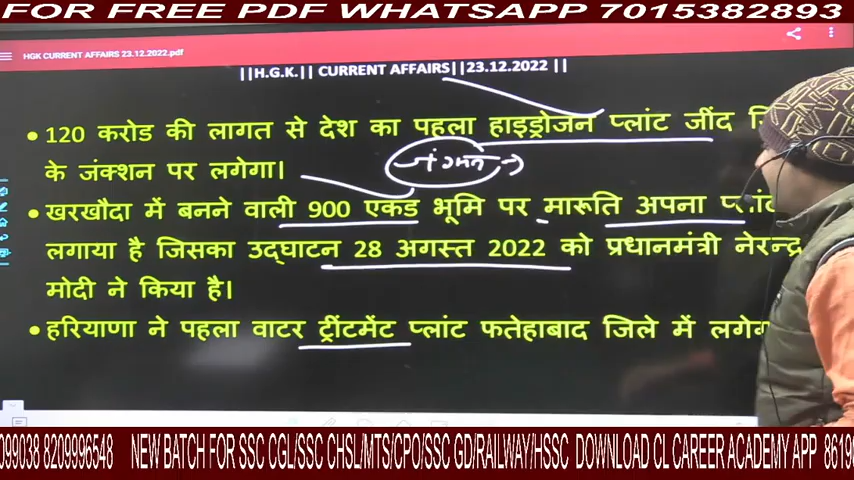 FOR FREE PDF WHATSAPP 7015382893
HGK CURRENT AFFAIRS 23.12.2022.pdf
||H.G.K.|| CURRENT AFFAIRS||23.12.2022 ||
• 120 करोड की लागत से देश का पहला हाइड्रोजन प्लांट जींद
के जंक्शन पर लगेगा।
• खरखौदा में बनने वाली 900 एकड भूमि पर मारूति अपना
लगाया है जिसका उद्घाटन 28 अगस्त 2022 को प्रधानमंत्री नेरन्द्र
मोदी ने किया है।
• हरियाणा ने पहला वाटर ट्रींटमेंट प्लांट फतेहाबाद जिले में
099038 8209996548 NEW BATCH FOR SSC CGL/SSC CHSL/MTS/CPO/SSC GD/RAILWAY/HSSC DOWNLOAD CL CAREER ACADEMY APP 8619